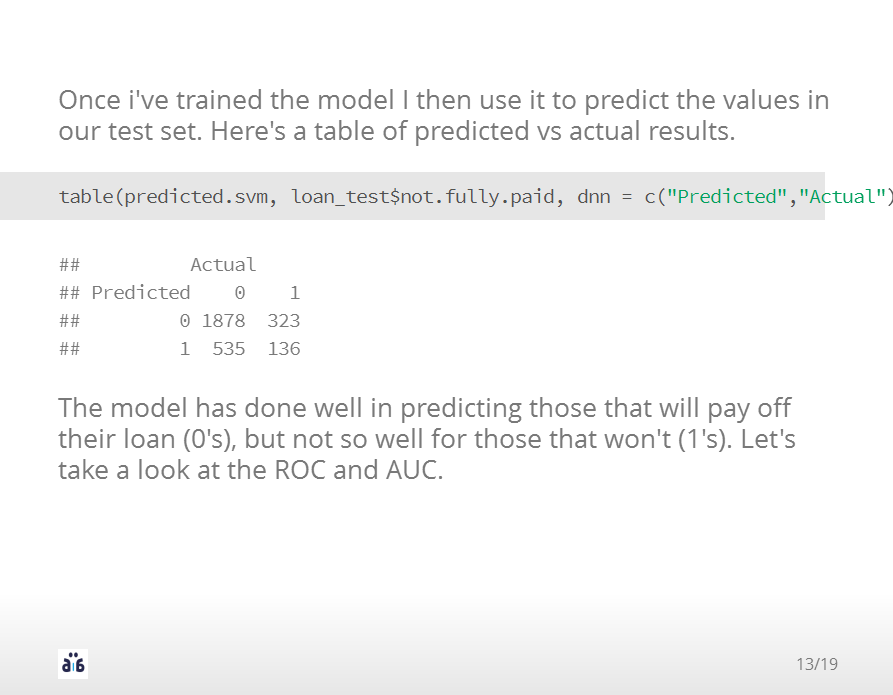 Once i've trained the model I then use it to predict the values in
our test set. Here's a table of predicted vs actual results.
table(predicted.svm, loan_test$not.fully.paid, dnn = c("Predicted","Actual")
## Actual
## Predicted 0 1
## 0 1878 323
## 1 535 136
The model has done well in predicting those that will pay off
their loan (0's), but not so well for those that won't (1's). Let's
take a look at the ROC and AUC.
13/19